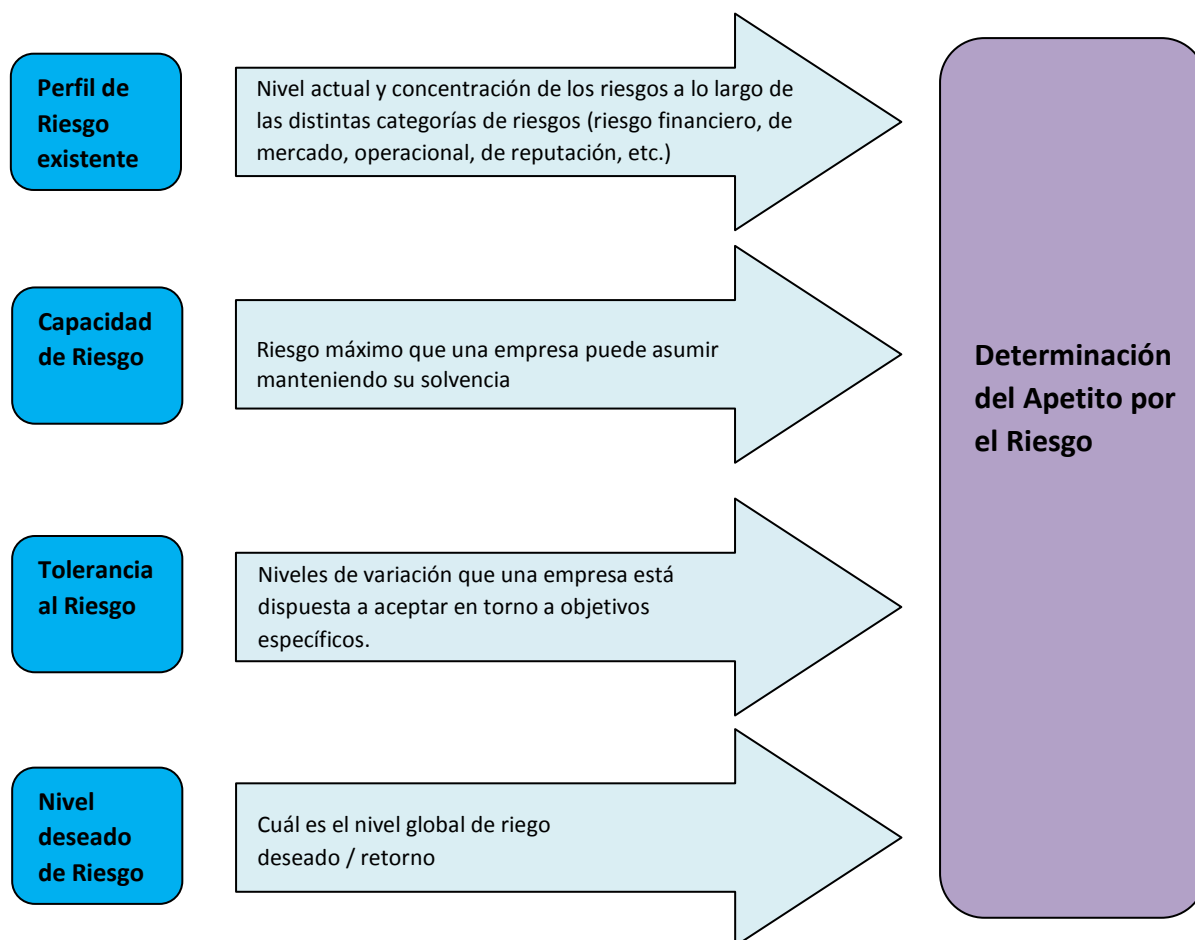 Perfil de
Riesgo
existente
Nivel actual y concentración de los riesgos a lo largo de
las distintas categorías de riesgos (riesgo financiero, de
mercado, operacional, de reputación, etc.)
Capacidad
de Riesgo
Riesgo máximo que una empresa puede asumir
manteniendo su solvencia
Tolerancia
al Riesgo
Niveles de variación que una empresa está
dispuesta a aceptar en torno a objetivos
específicos.
Nivel
deseado
de Riesgo
Cuál es el nivel global de riego
deseado / retorno
Determinación
del Apetito por
el Riesgo